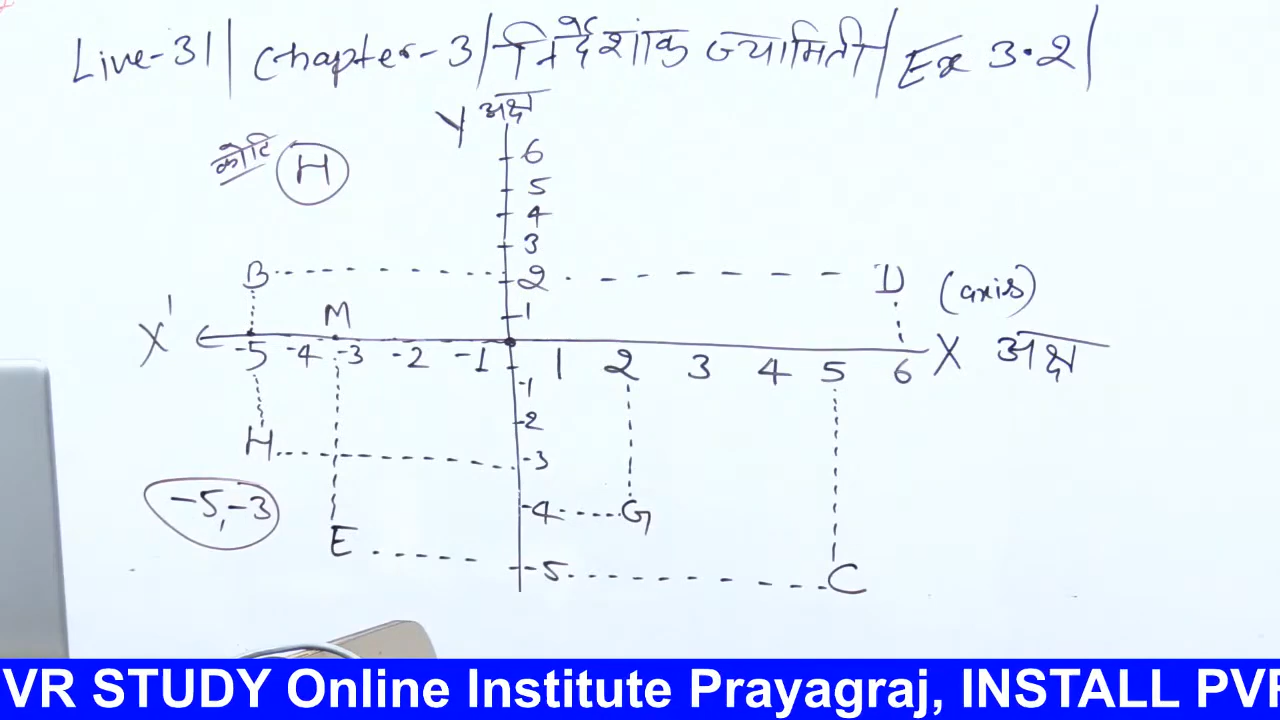 Live-31| Chapter-3| निर्देशांक ज्यामिती| Ex 3.2|
Y अक्ष
कोटि H
6
5
4
3
B 2 D (axis)
M 1
X' -5 -4 -3 -2 -1 1 2 3 4 5 6 X अक्ष
-1
-2
H -3
-5,-3 -4 G
E
-5 C
VR STUDY Online Institute Prayagraj, INSTALL PVR